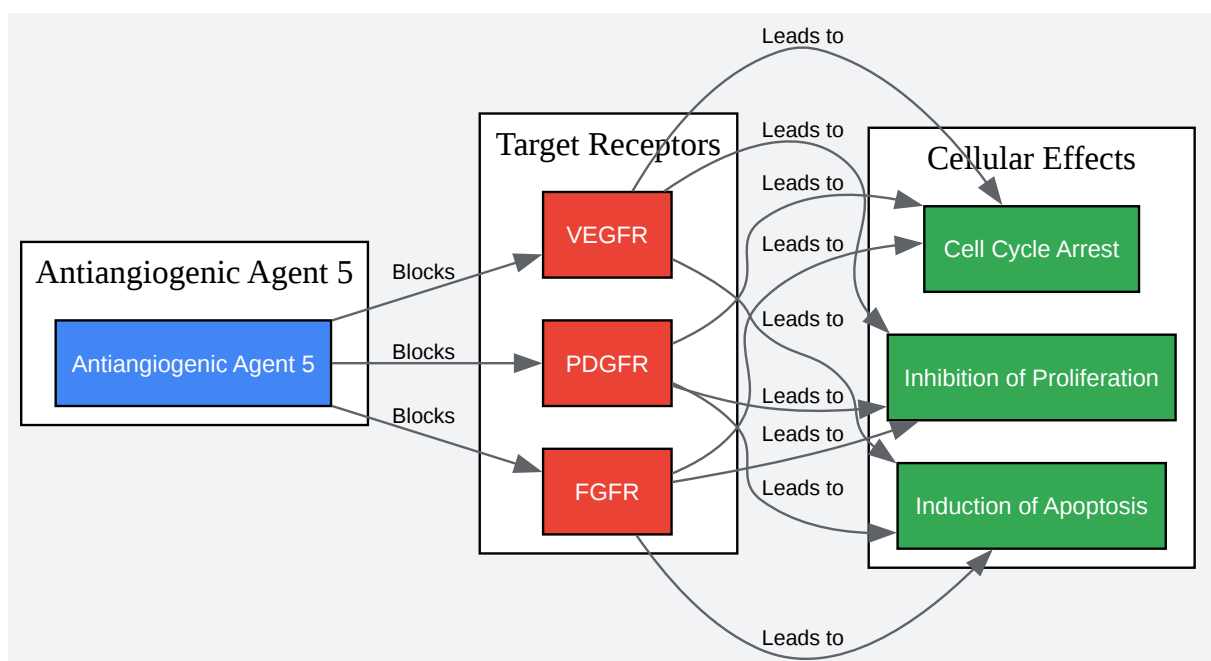 Antiangiogenic Agent 5
Antiangiogenic Agent 5
Blocks
Blocks
Blocks
Target Receptors
VEGFR
PDGFR
FGFR
Leads to
Leads to
Leads to
Leads to
Leads to
Leads to
Leads to
Leads to
Leads to
Cellular Effects
Cell Cycle Arrest
Inhibition of Proliferation
Induction of Apoptosis